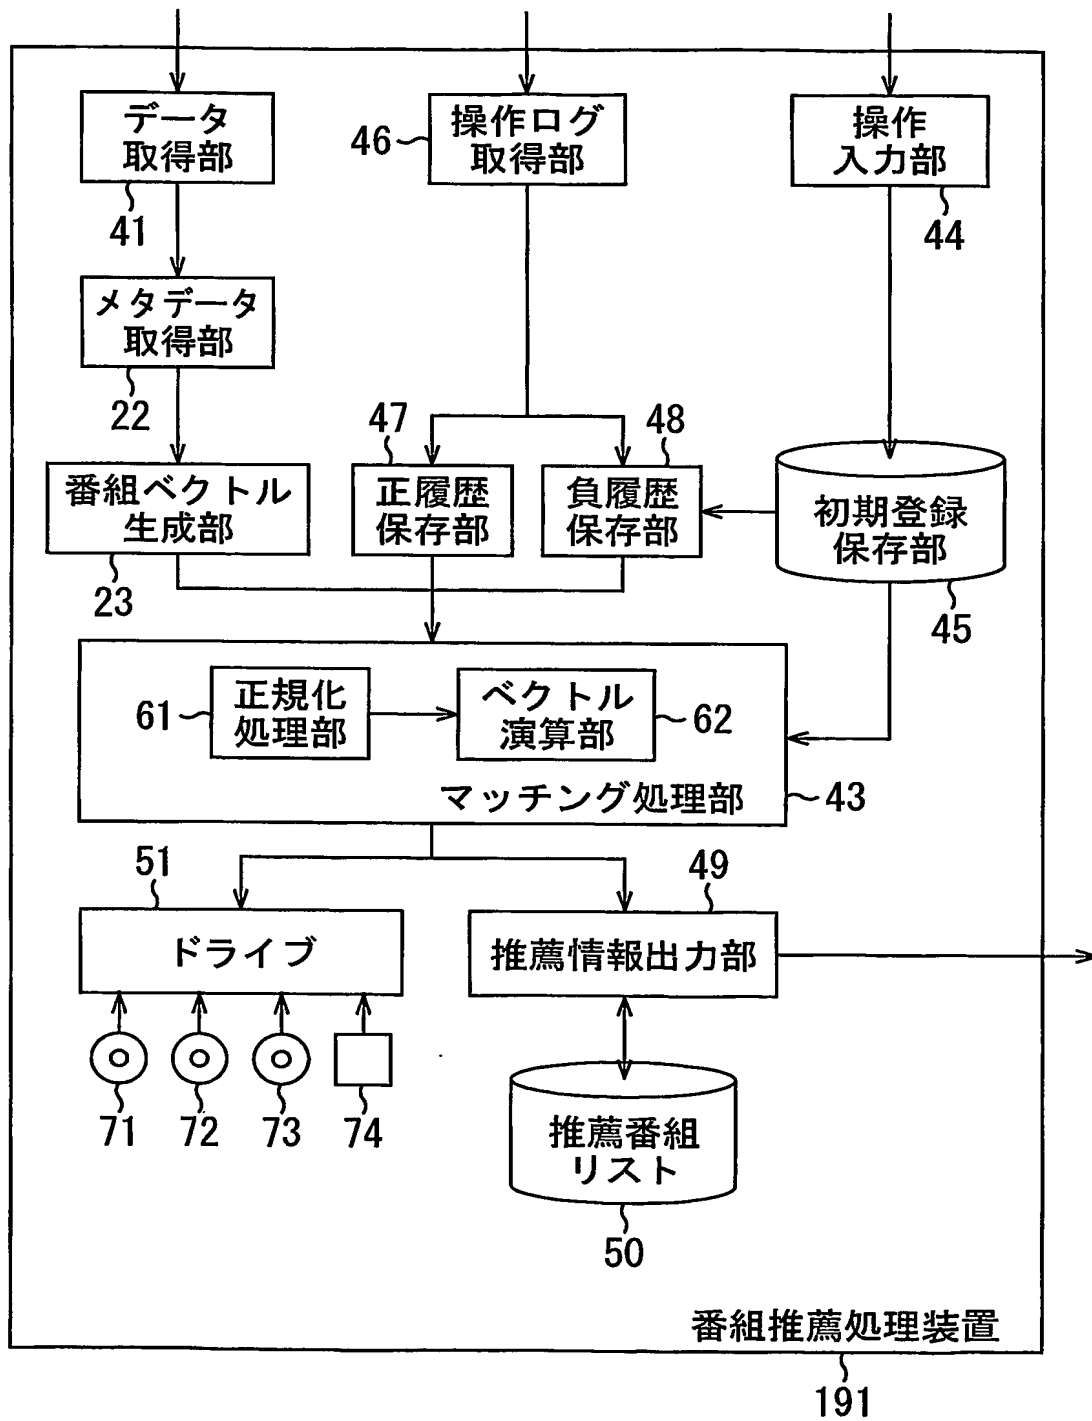 データ
取得部
41
46
操作ログ
取得部
操作
入力部
44
メタデータ
取得部
22
47
正履歴
保存部
48
負履歴
保存部
番組ベクトル
生成部
23
初期登録
保存部
45
61
正規化
処理部
ベクトル
演算部
62
マッチング処理部
43
51
ドライブ
49
推薦情報出力部
71
72
73
74
推薦番組
リスト
50
番組推薦処理装置
191